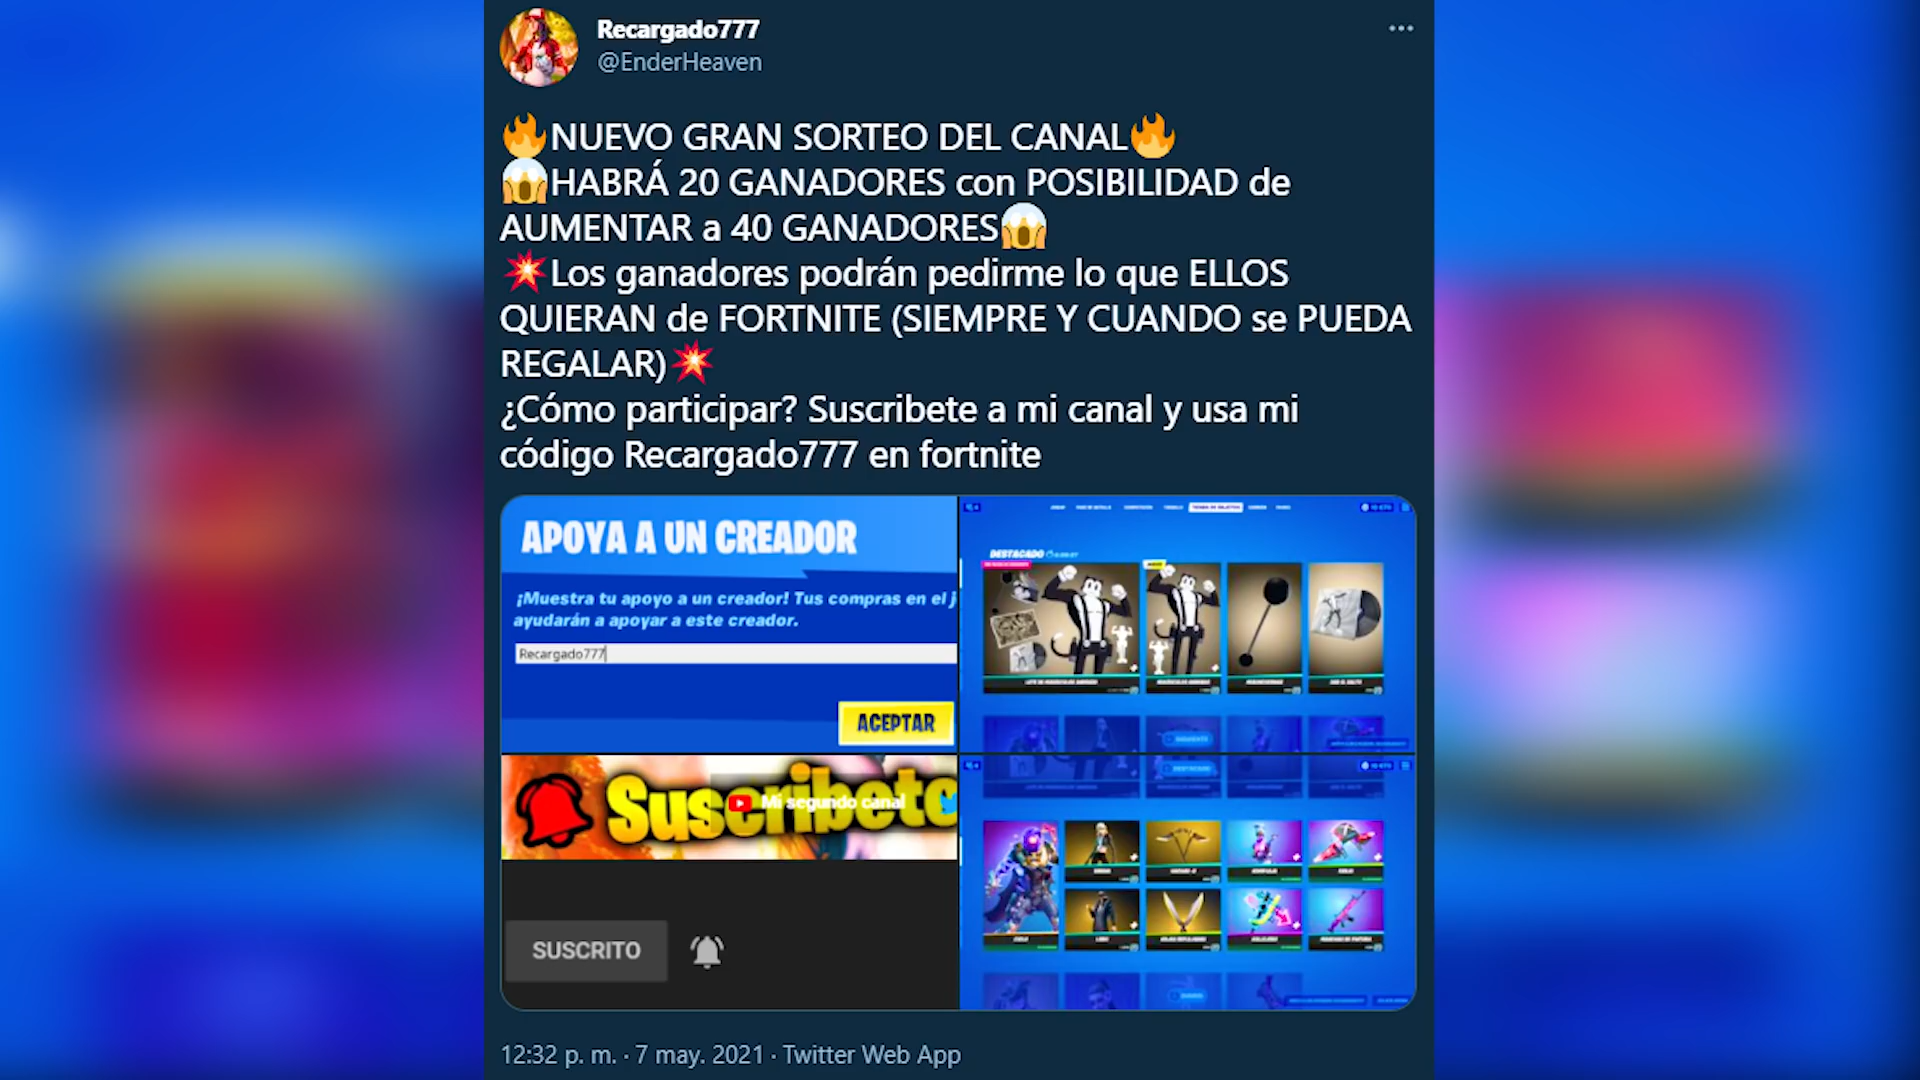 Recargado777
@EnderHeaven
🔥NUEVO GRAN SORTEO DEL CANAL🔥
😱HABRÁ 20 GANADORES con POSIBILIDAD de
AUMENTAR a 40 GANADORES😱
💥Los ganadores podrán pedirme lo que ELLOS
QUIERAN de FORTNITE (SIEMPRE Y CUANDO se PUEDA
REGALAR)💥
¿Cómo participar? Suscribete a mi canal y usa mi
código Recargado777 en fortnite
APOYA A UN CREADOR
¡Muestra tu apoyo a un creador! Tus compras en el j
ayudarán a apoyar a este creador.
Recargado777
ACEPTAR
DESTACADO
Suscribete
Mi segundo canal
SUSCRITO
12:32 p. m. · 7 may. 2021 · Twitter Web App